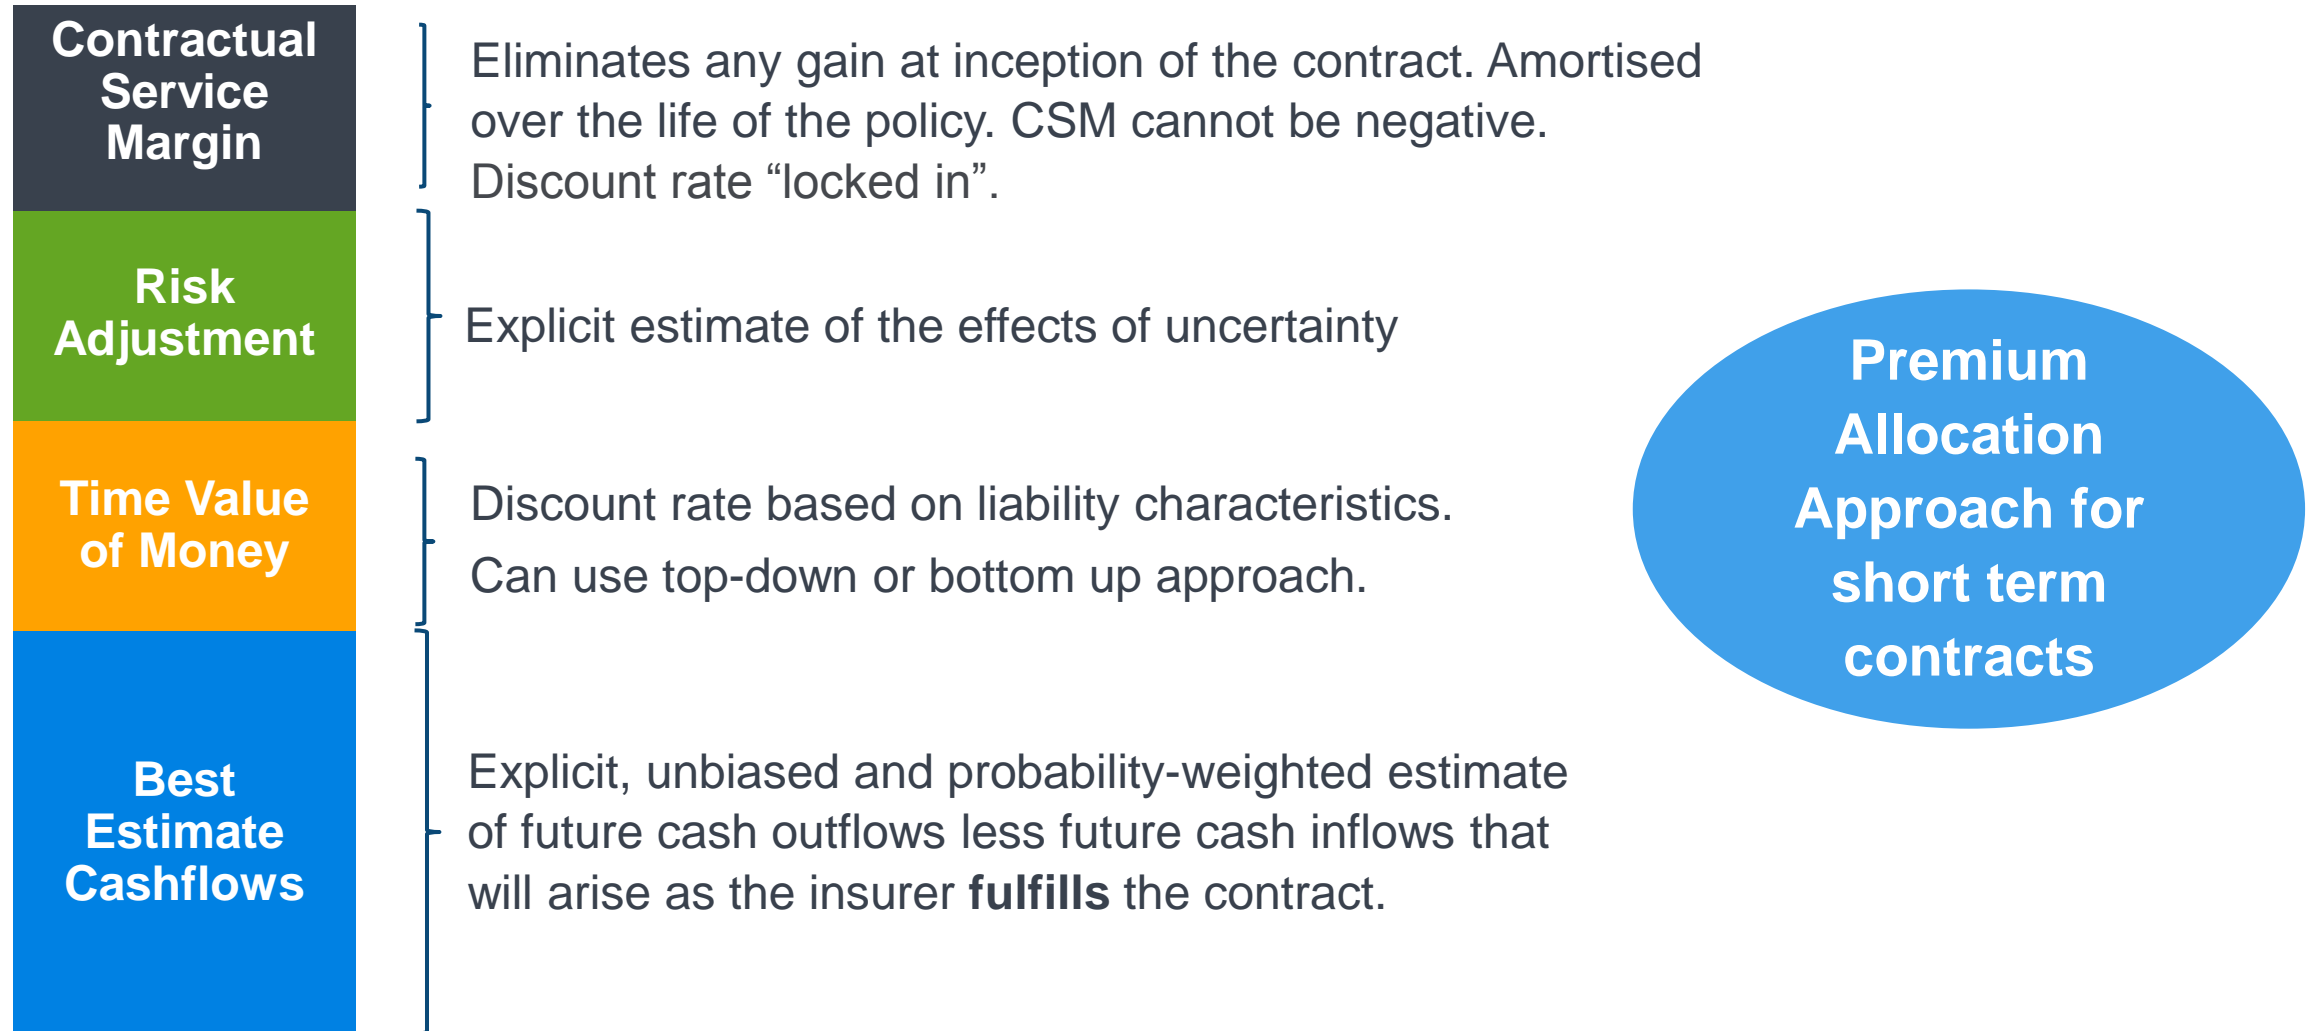 Contractual
Service
Margin
Eliminates any gain at inception of the contract. Amortised
over the life of the policy. CSM cannot be negative.
Discount rate “locked in”.
Risk
Adjustment
Explicit estimate of the effects of uncertainty
Time Value
of Money
Discount rate based on liability characteristics.
Can use top-down or bottom up approach.
Best
Estimate
Cashflows
Explicit, unbiased and probability-weighted estimate
of future cash outflows less future cash inflows that
will arise as the insurer fulfills the contract.
Premium
Allocation
Approach for
short term
contracts